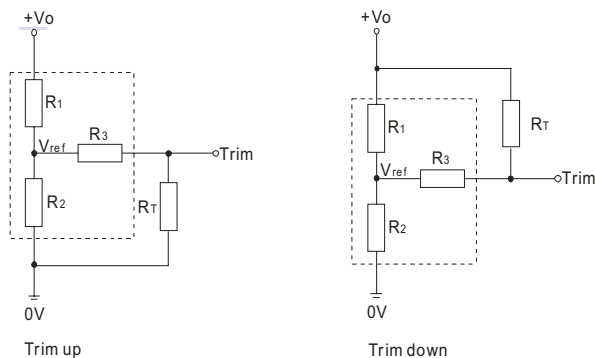 +Vo
R1
R3
Vref
Trim
R2
RT
0V
Trim up
+Vo
R1
RT
R3
Vref
Trim
R2
0V
Trim down